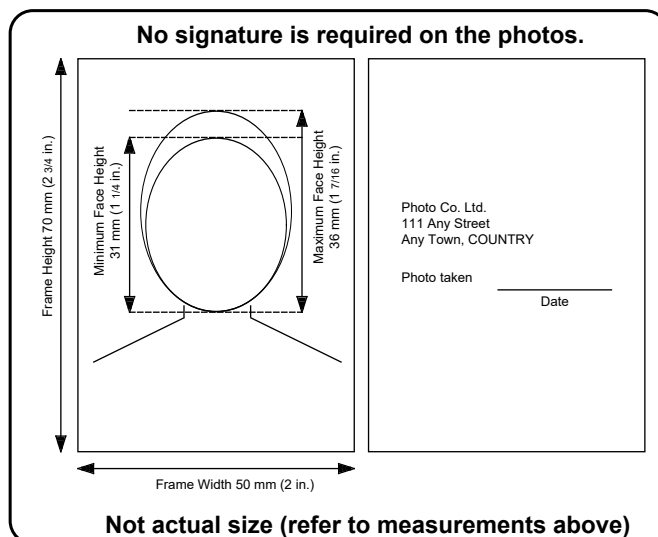 No signature is required on the photos.
Frame Height 70 mm (2 3/4 in.)
Minimum Face Height
31 mm (1 1/4 in.)
Maximum Face Height
36 mm (1 7/16 in.)
Frame Width 50 mm (2 in.)
Photo Co. Ltd.
111 Any Street
Any Town, COUNTRY
Photo taken
Date
Not actual size (refer to measurements above)